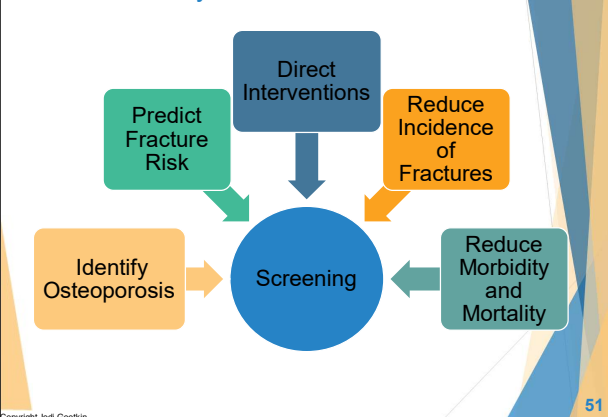 Direct
Interventions
Predict
Fracture
Risk
Reduce
Incidence
of
Fractures
Identify
Osteoporosis
Screening
Reduce
Morbidity
and
Mortality
51